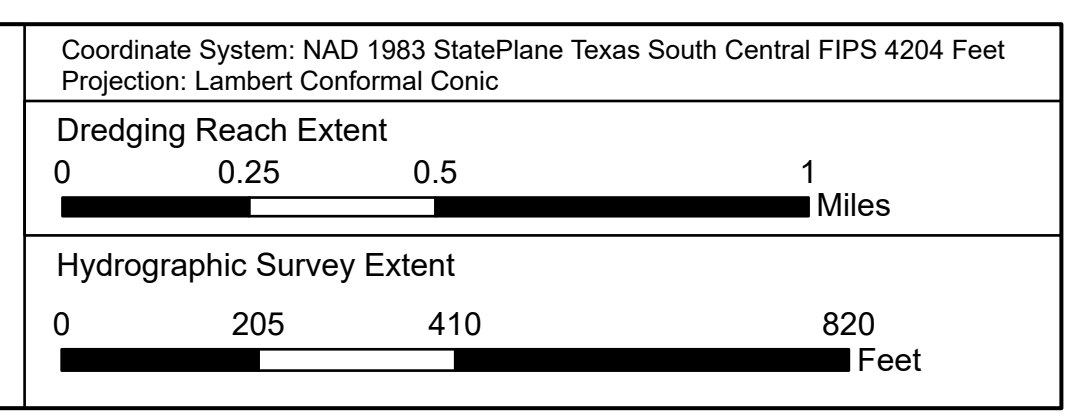 Coordinate System: NAD 1983 StatePlane Texas South Central FIPS 4204 Feet
Projection: Lambert Conformal Conic
Dredging Reach Extent
0 0.25 0.5 1
Miles
Hydrographic Survey Extent
0 205 410 820
Feet